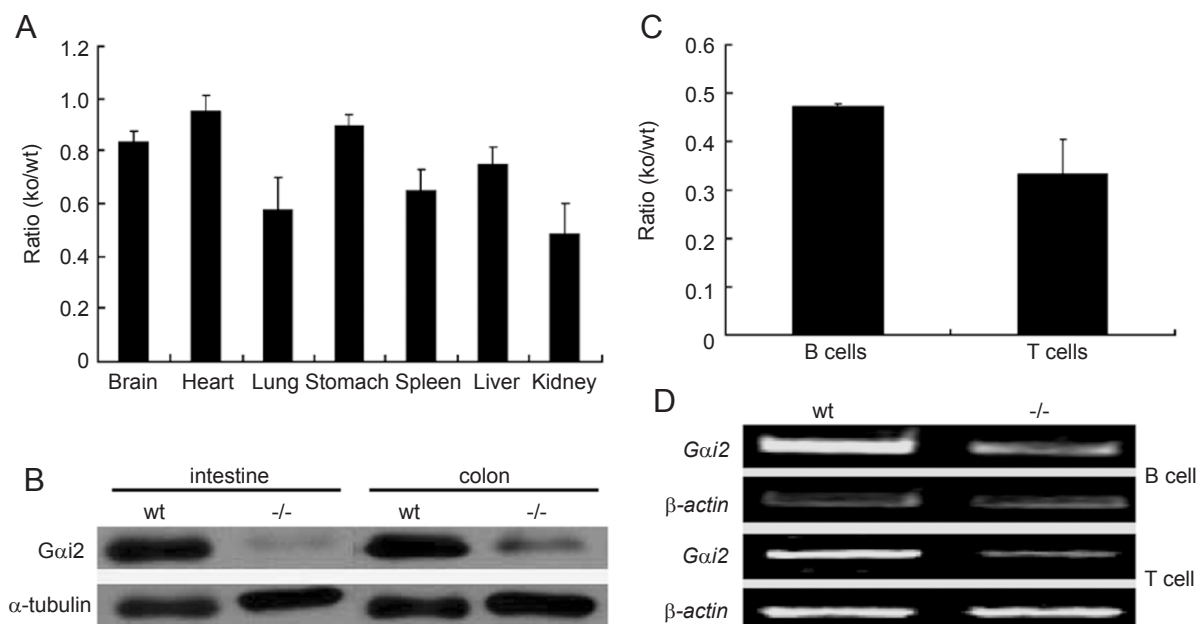 A
1.2
1.0
0.8
0.6
0.4
0.2
0
Ratio (ko/wt)
Brain Heart Lung Stomach Spleen Liver Kidney
B
intestine colon
wt -/- wt -/-
Gαi2
α-tubulin
C
0.6
0.5
0.4
0.3
0.2
0.1
0
Ratio (ko/wt)
B cells T cells
D
wt -/-
Gαi2
β-actin
B cell
Gαi2
β-actin
T cell